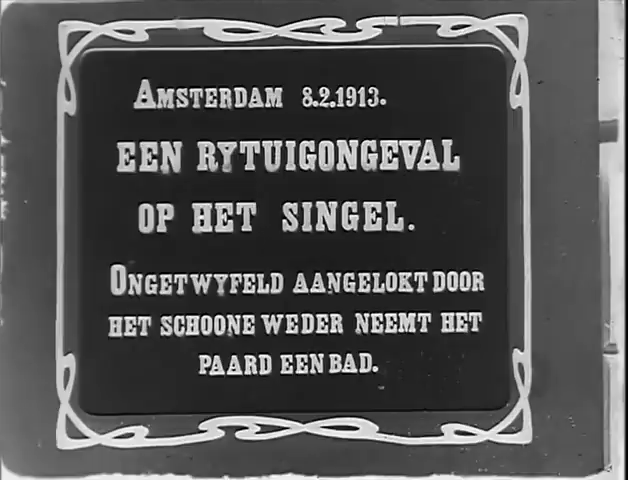 AMSTERDAM 8.2.1913.
EEN RYTUIGONGEVAL
OP HET SINGEL.
ONGETWYFELD AANGELOKT DOOR
HET SCHOONE WEDER NEEMT HET
PAARD EEN BAD.